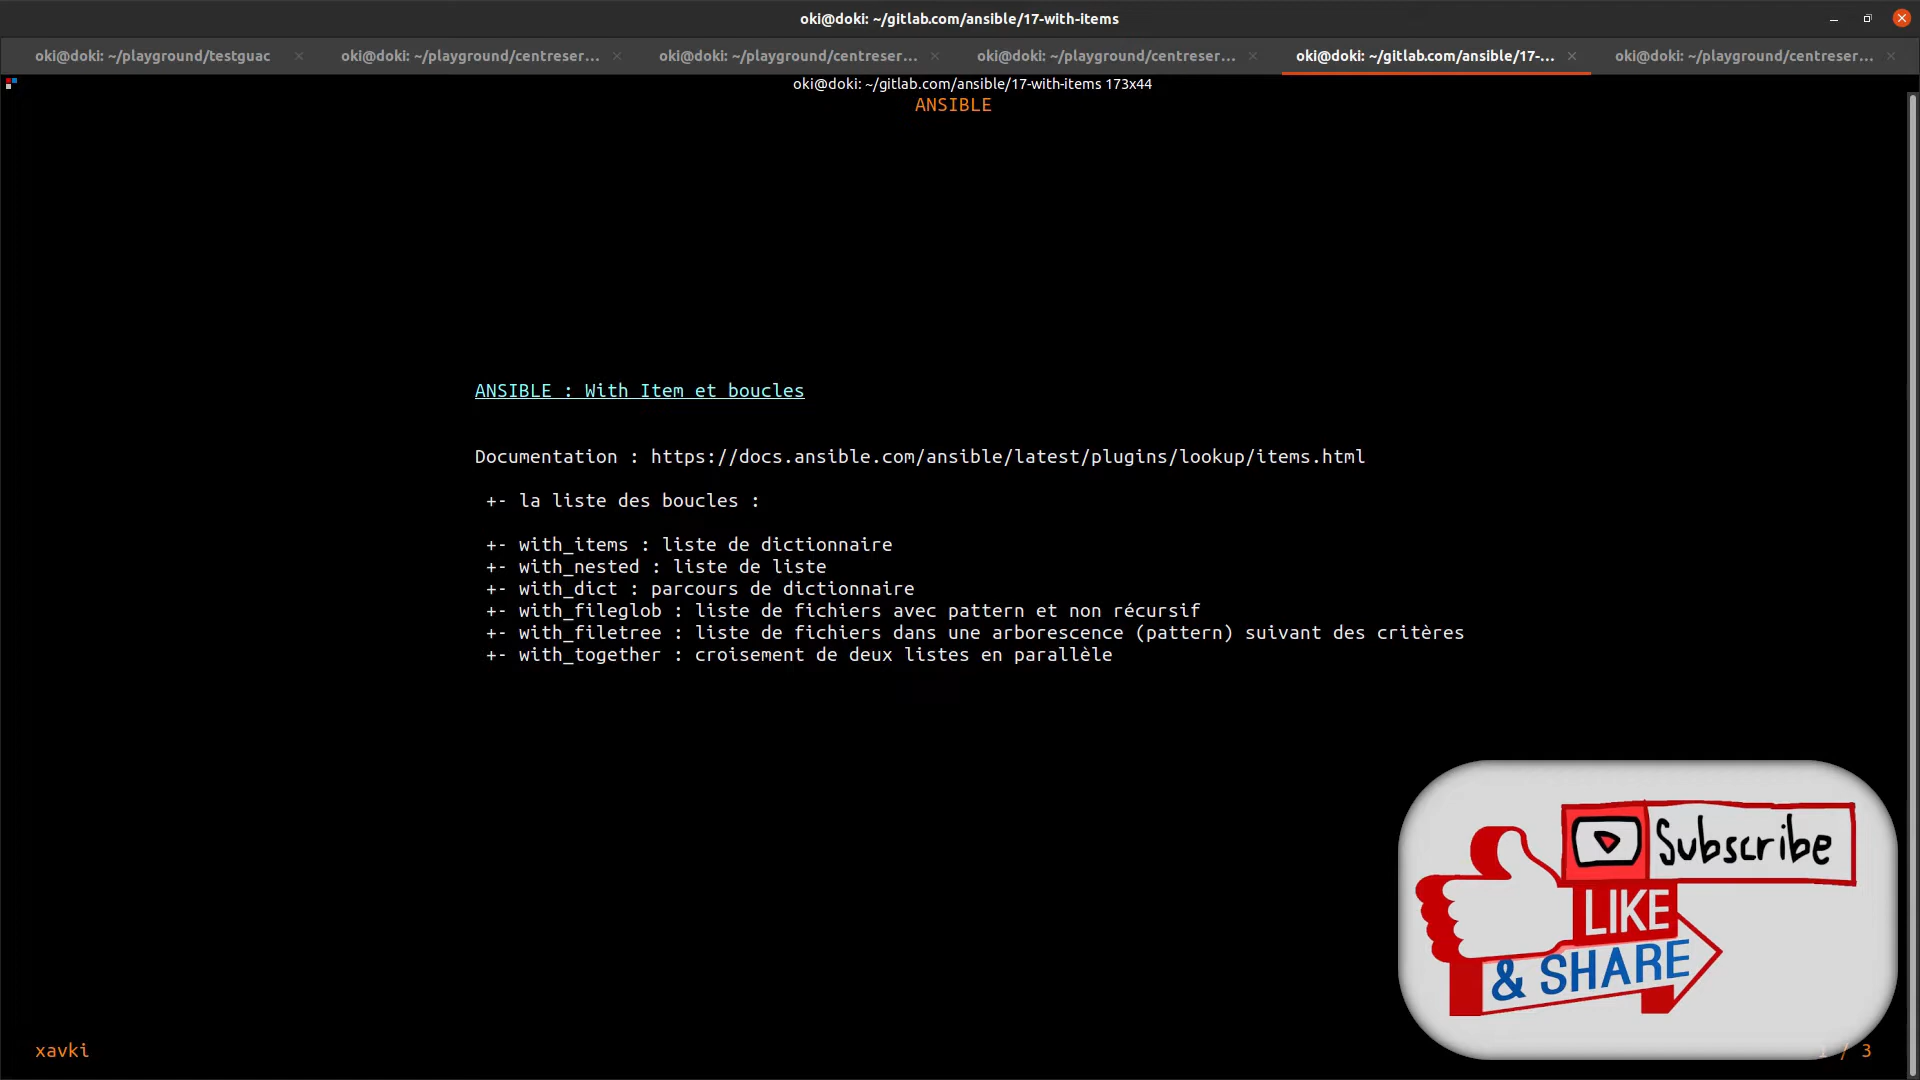 oki@doki: ~/gitlab.com/ansible/17-with-items
oki@doki: ~/playground/testguac
oki@doki: ~/playground/centreser...
oki@doki: ~/playground/centreser...
oki@doki: ~/playground/centreser...
oki@doki: ~/gitlab.com/ansible/17-...
oki@doki: ~/playground/centreser...
oki@doki: ~/gitlab.com/ansible/17-with-items 173x44
ANSIBLE
ANSIBLE : With Item et boucles
Documentation : https://docs.ansible.com/ansible/latest/plugins/lookup/items.html
+- la liste des boucles :
+- with_items : liste de dictionnaire
+- with_nested : liste de liste
+- with_dict : parcours de dictionnaire
+- with_fileglob : liste de fichiers avec pattern et non récursif
+- with_filetree : liste de fichiers dans une arborescence (pattern) suivant des critères
+- with_together : croisement de deux listes en parallèle
Subscribe
LIKE
& SHARE
xavki
1 / 3